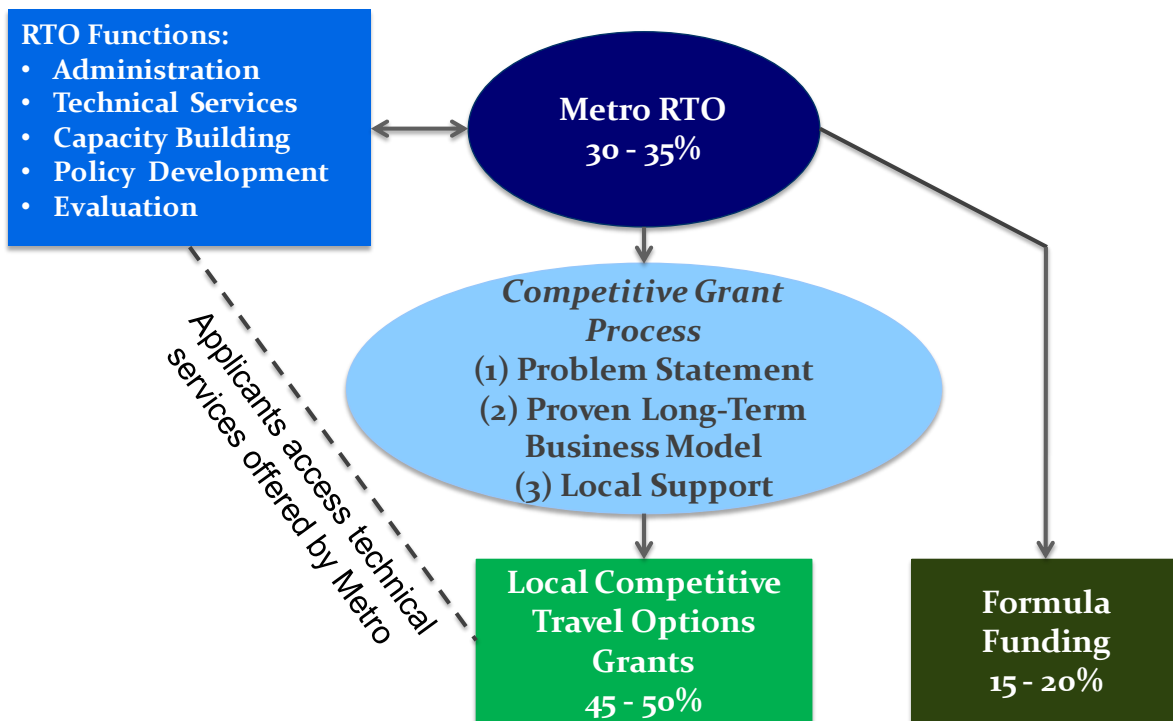 RTO Functions:
• Administration
• Technical Services
• Capacity Building
• Policy Development
• Evaluation
Metro RTO
30 - 35%
Competitive Grant
Process
(1) Problem Statement
(2) Proven Long-Term
Business Model
(3) Local Support
Applicants access technical
services offered by Metro
Local Competitive
Travel Options
Grants
45 - 50%
Formula
Funding
15 - 20%